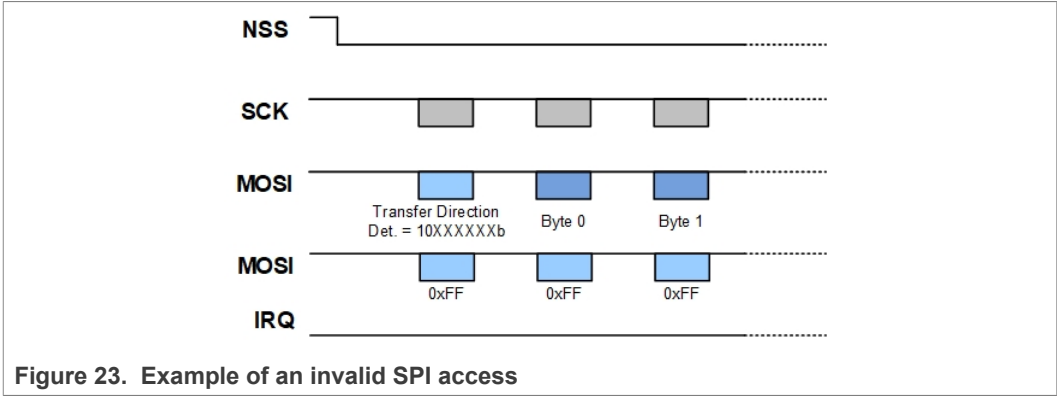 NSS
SCK
MOSI
Transfer Direction
Det. = 10XXXXXXb
Byte 0
Byte 1
MOSI
0xFF
0xFF
0xFF
IRQ
Figure 23. Example of an invalid SPI access